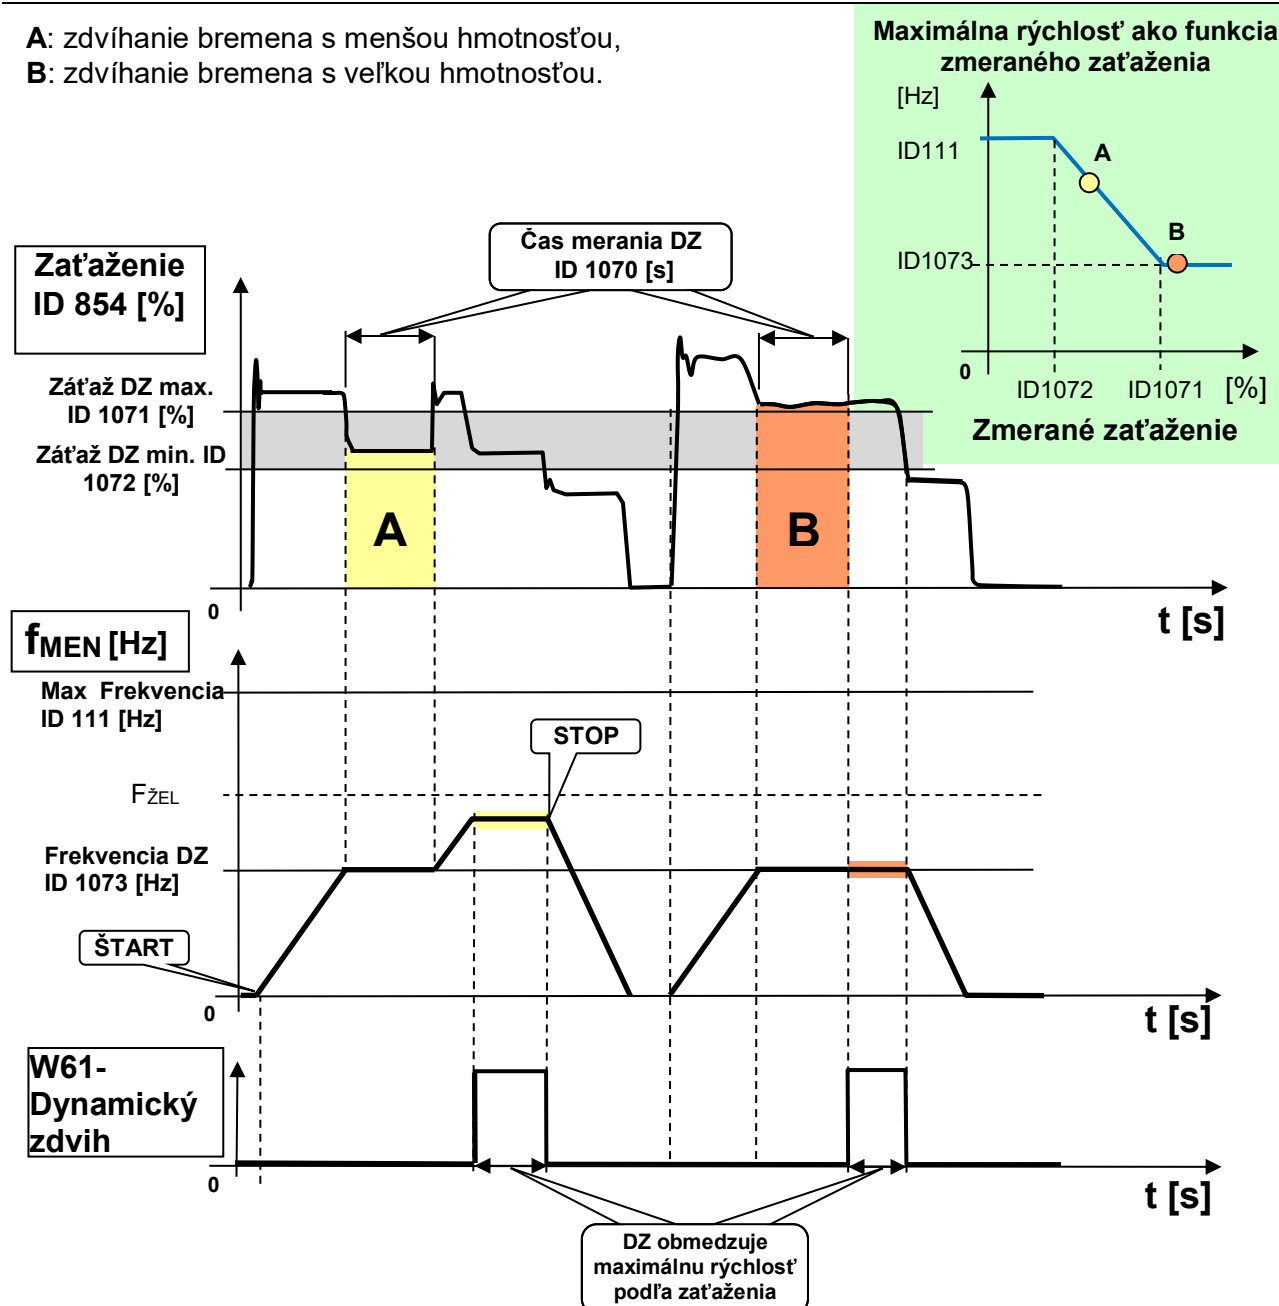 A: zdvíhanie bremena s menšou hmotnosťou,
B: zdvíhanie bremena s veľkou hmotnosťou.
Maximálna rýchlosť ako funkcia
zmeraného zaťaženia
[Hz]
ID111
A
B
ID1073
0
ID1072
ID1071
[%]
Zmerané zaťaženie
Zaťaženie
ID 854 [%]
Čas merania DZ
ID 1070 [s]
Záťaž DZ max.
ID 1071 [%]
Záťaž DZ min. ID
1072 [%]
A
B
0
t [s]
fMEN [Hz]
Max Frekvencia
ID 111 [Hz]
STOP
FŽEL
Frekvencia DZ
ID 1073 [Hz]
ŠTART
0
t [s]
W61-
Dynamický
zdvih
0
t [s]
DZ obmedzuje
maximálnu rýchlosť
podľa zaťaženia